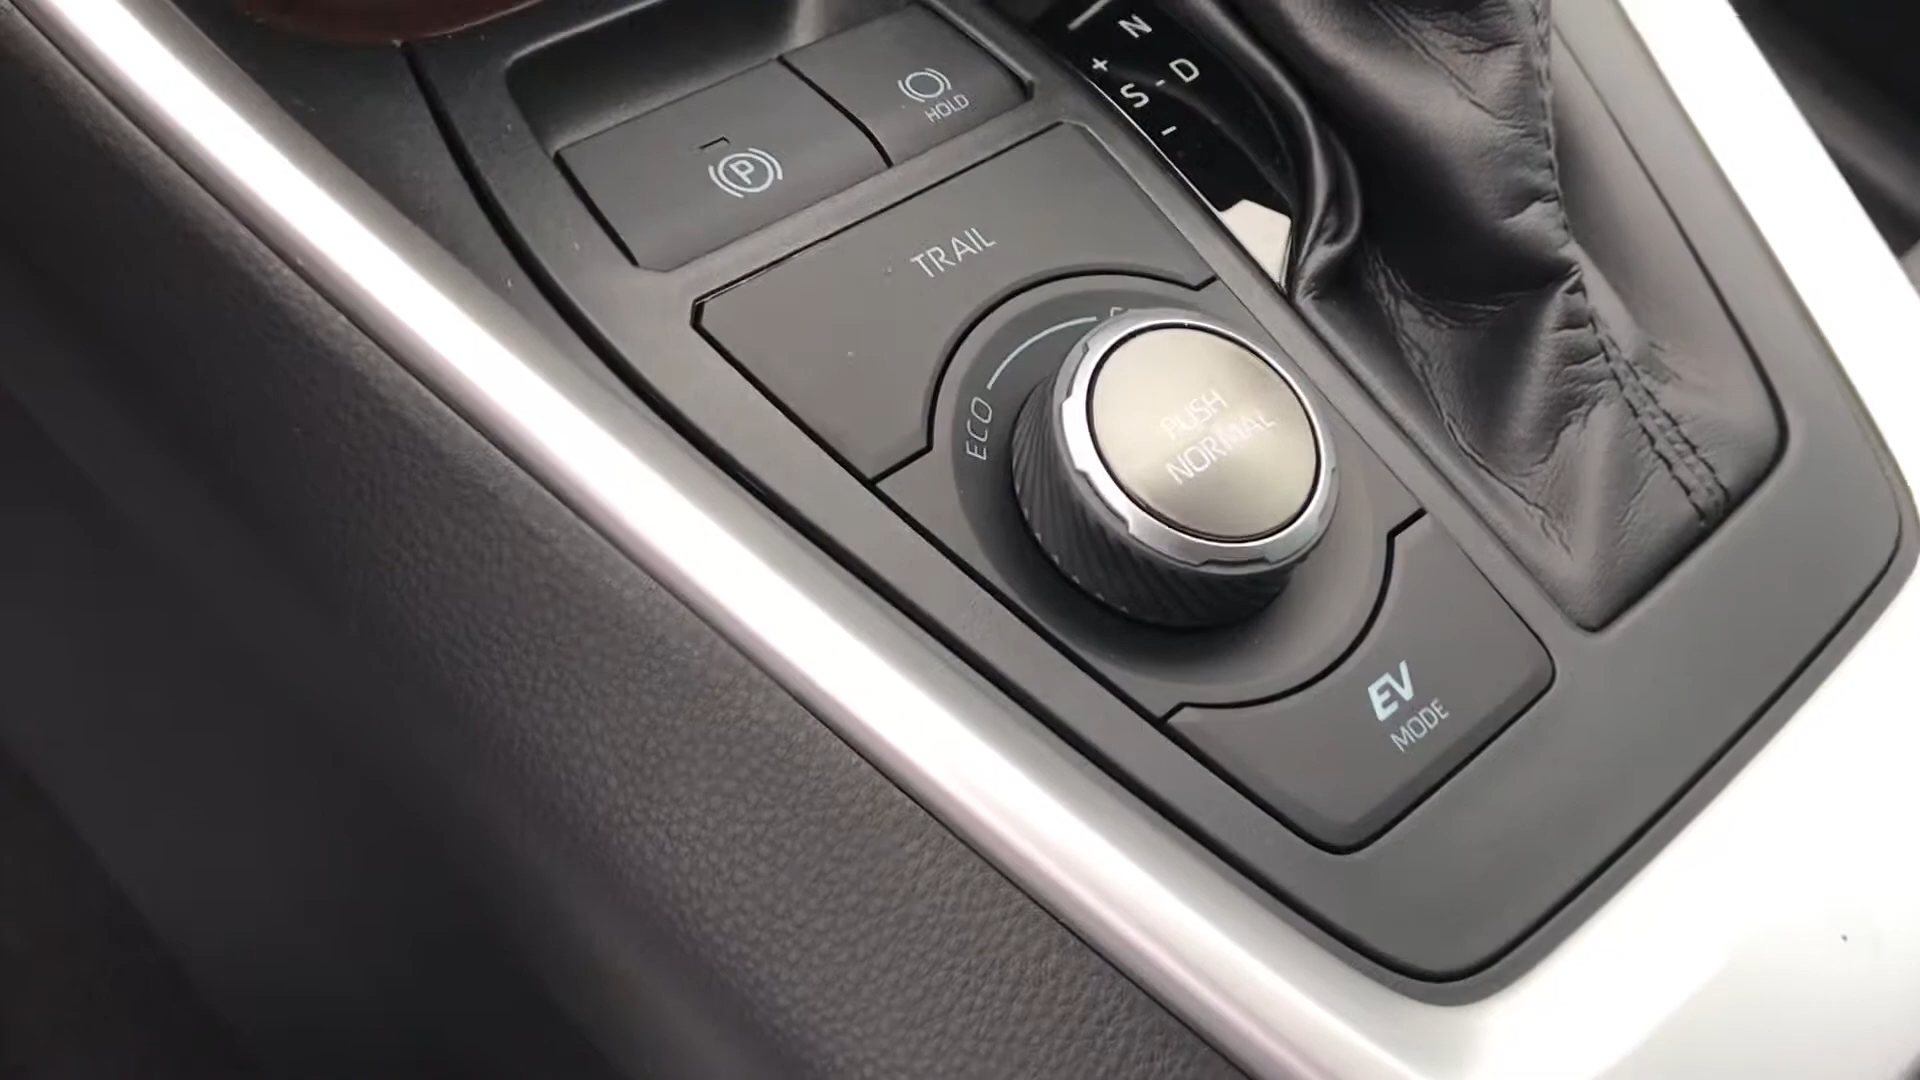 N
+
S - D
-
HOLD
P
TRAIL
ECO
PUSH
NORMAL
EV
MODE